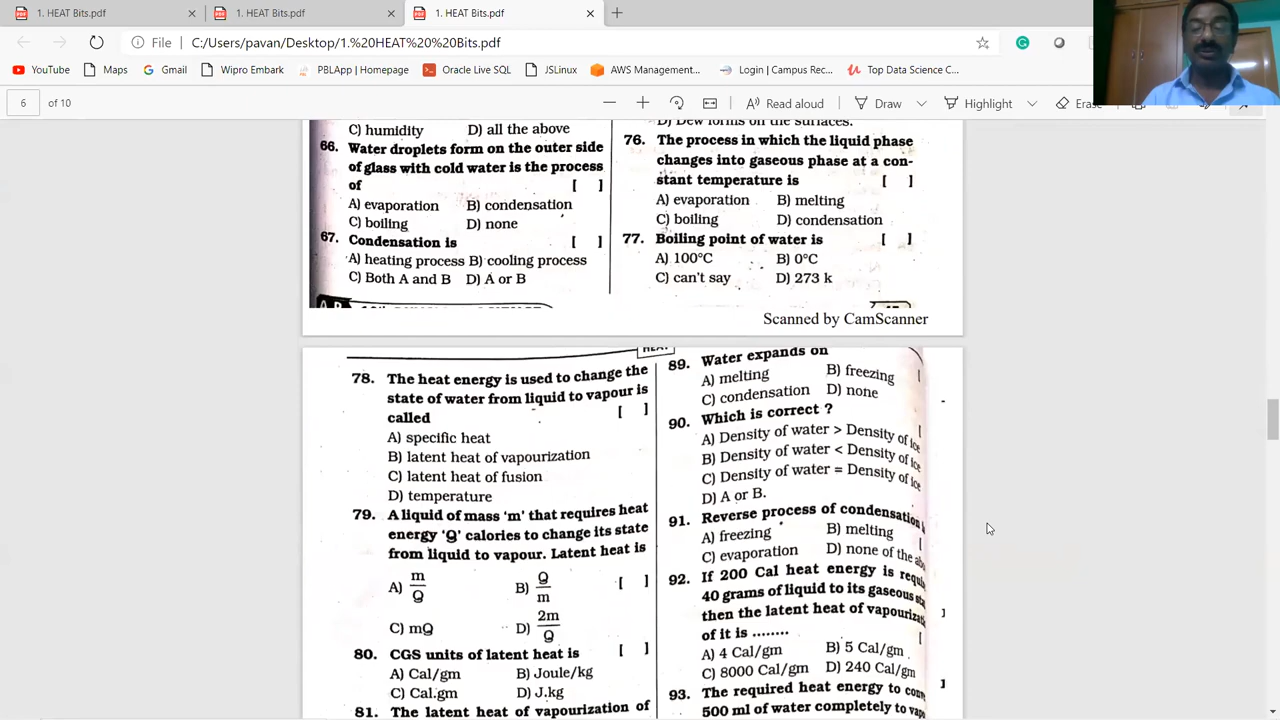 1. HEAT Bits.pdf
1. HEAT Bits.pdf
1. HEAT Bits.pdf
File
C:/Users/pavan/Desktop/1.%20HEAT%20%20Bits.pdf
YouTube
Maps
Gmail
Wipro Embark
PBLApp | Homepage
Oracle Live SQL
JSLinux
AWS Management...
Login | Campus Rec...
Top Data Science C...
6 of 10
Read aloud
Draw
Highlight
Erase
C) humidity D) all the above
66. Water droplets form on the outer side
of glass with cold water is the process
of [ ]
A) evaporation B) condensation
C) boiling D) none
67. Condensation is [ ]
A) heating process B) cooling process
C) Both A and B D) A or B
D) Dew forms on the surfaces.
76. The process in which the liquid phase
changes into gaseous phase at a con-
stant temperature is [ ]
A) evaporation B) melting
C) boiling D) condensation
77. Boiling point of water is [ ]
A) 100°C B) 0°C
C) can't say D) 273 k
Scanned by CamScanner
HEAT
78. The heat energy is used to change the
state of water from liquid to vapour is
called [ ]
A) specific heat
B) latent heat of vapourization
C) latent heat of fusion
D) temperature
79. A liquid of mass 'm' that requires heat
energy 'Q' calories to change its state
from liquid to vapour. Latent heat is
A) m/Q B) Q/m [ ]
C) mQ D) 2m/Q
80. CGS units of latent heat is [ ]
A) Cal/gm B) Joule/kg
C) Cal.gm D) J.kg
81. The latent heat of vapourization of
89. Water expands on
A) melting B) freezing [
C) condensation D) none
90. Which is correct ?
A) Density of water > Density of ice
B) Density of water < Density of ice
C) Density of water = Density of ice
D) A or B.
91. Reverse process of condensation
A) freezing B) melting [
C) evaporation D) none of the
92. If 200 Cal heat energy is
40 grams of liquid to its gaseous
then the latent heat of
of it is ........ [
A) 4 Cal/gm B) 5 Cal/gm
C) 8000 Cal/gm D) 240 Cal/gm
93. The required heat energy to
500 ml of water completely to